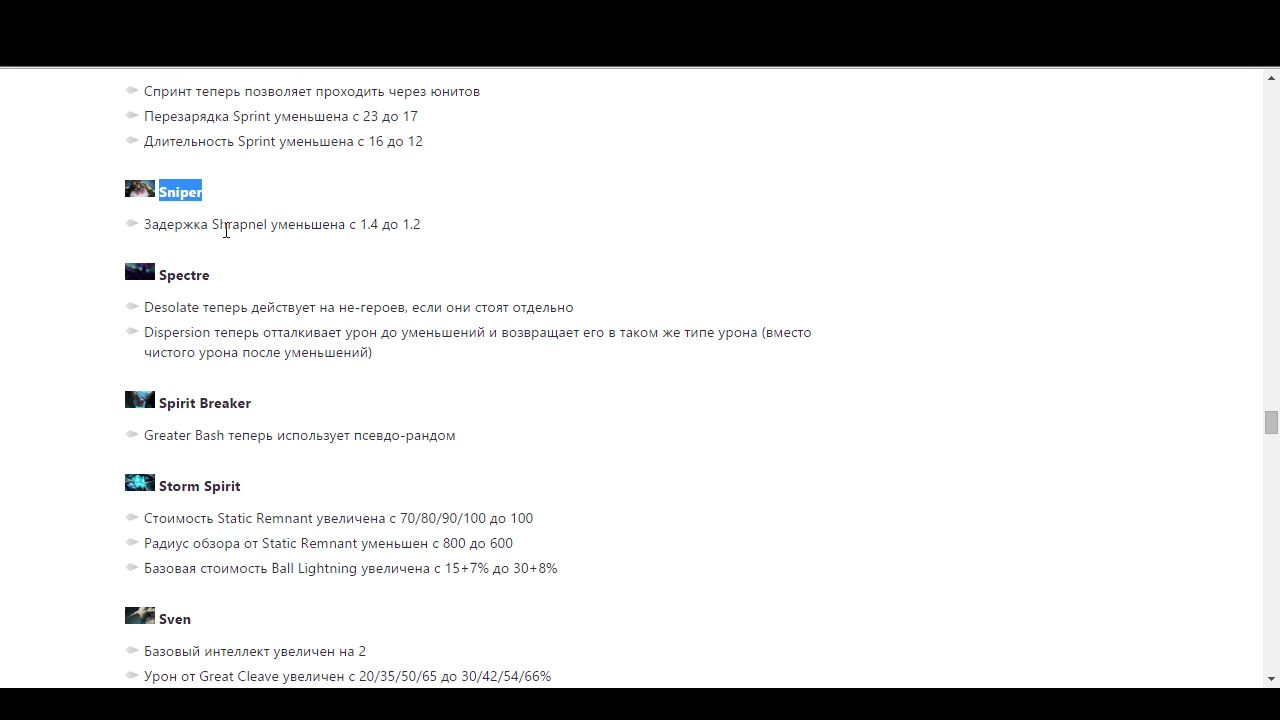 Спринт теперь позволяет проходить через юнитов
Перезарядка Sprint уменьшена с 23 до 17
Длительность Sprint уменьшена с 16 до 12
Sniper
Задержка Shrapnel уменьшена с 1.4 до 1.2
Spectre
Desolate теперь действует на не-героев, если они стоят отдельно
Dispersion теперь отталкивает урон до уменьшений и возвращает его в таком же типе урона (вместо
чистого урона после уменьшений)
Spirit Breaker
Greater Bash теперь использует псевдо-рандом
Storm Spirit
Стоимость Static Remnant увеличена с 70/80/90/100 до 100
Радиус обзора от Static Remnant уменьшен с 800 до 600
Базовая стоимость Ball Lightning увеличена с 15+7% до 30+8%
Sven
Базовый интеллект увеличен на 2
Урон от Great Cleave увеличен с 20/35/50/65 до 30/42/54/66%